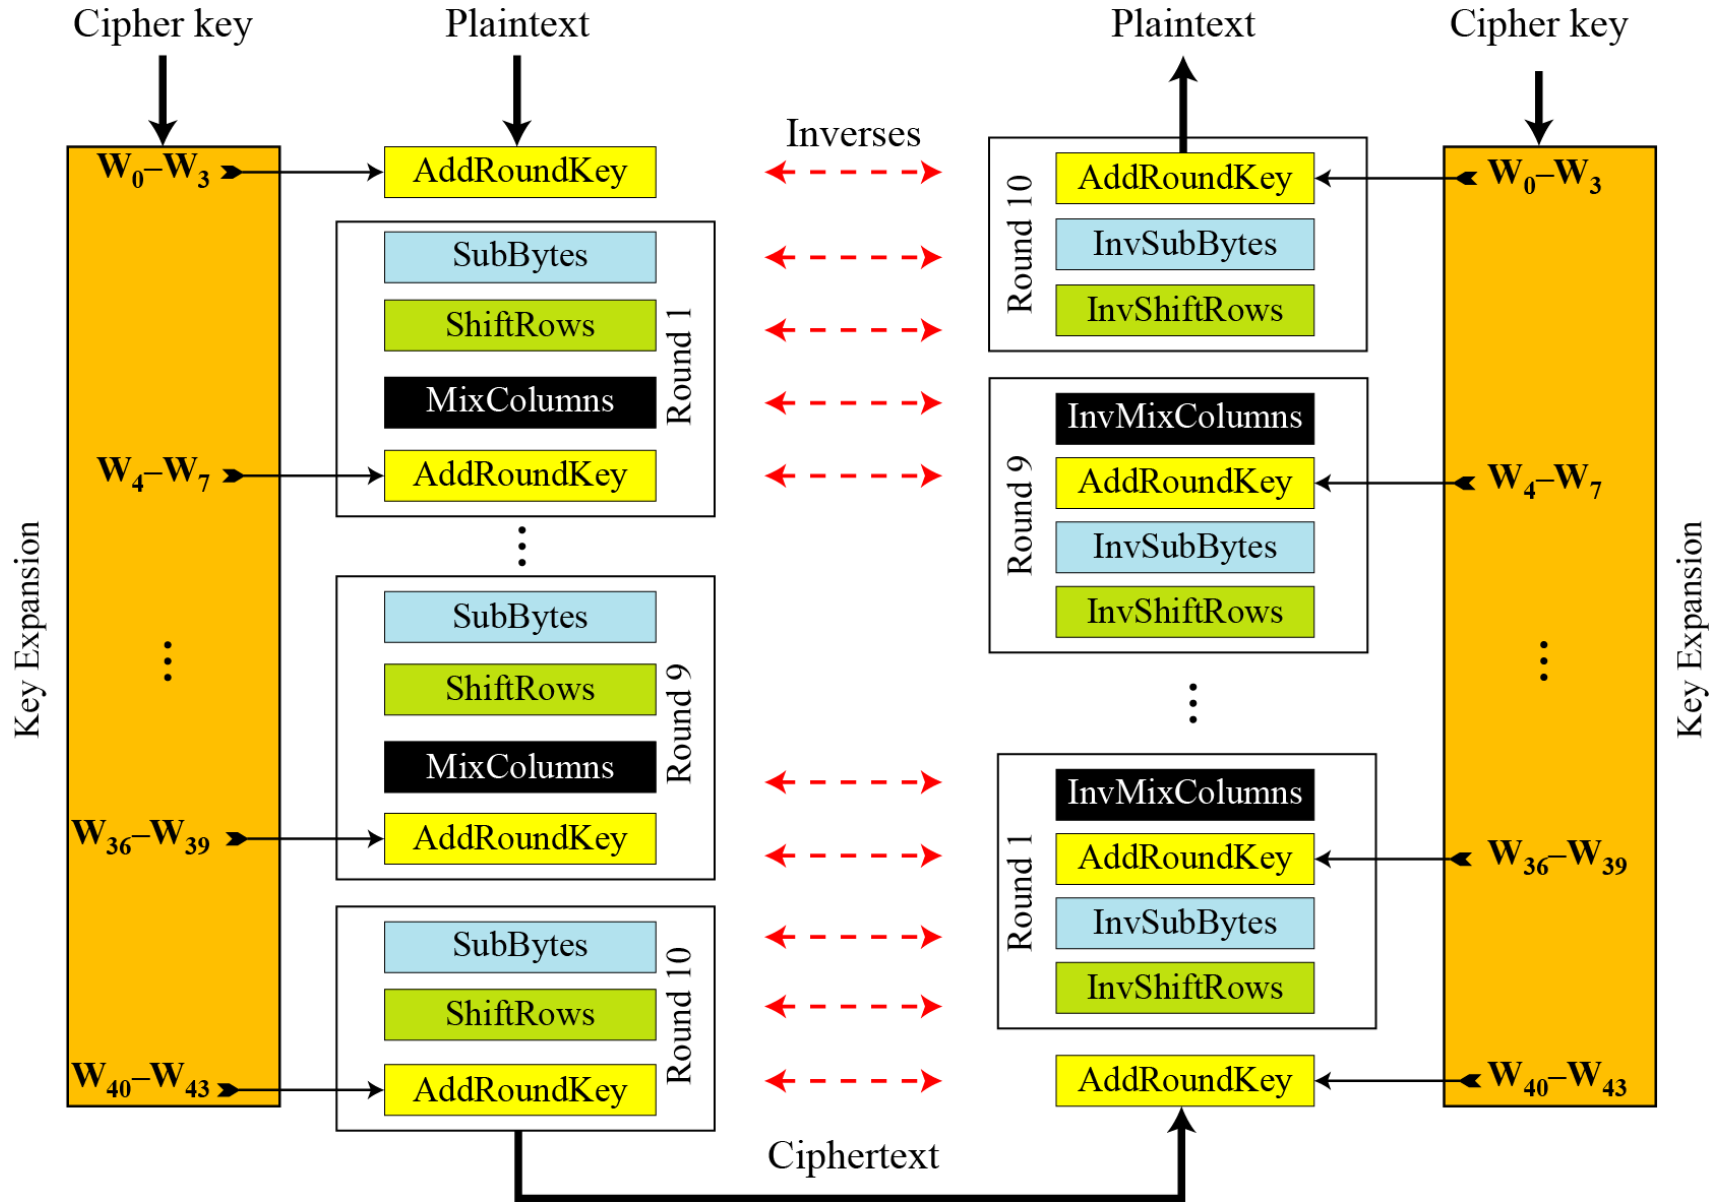 Cipher key
Plaintext
Plaintext
Cipher key
Inverses
Key Expansion
W0–W3
W4–W7
W36–W39
W40–W43
AddRoundKey
SubBytes
ShiftRows
MixColumns
AddRoundKey
Round 1
SubBytes
ShiftRows
MixColumns
AddRoundKey
Round 9
SubBytes
ShiftRows
AddRoundKey
Round 10
Ciphertext
AddRoundKey
InvSubBytes
InvShiftRows
Round 10
InvMixColumns
AddRoundKey
InvSubBytes
InvShiftRows
Round 9
InvMixColumns
AddRoundKey
InvSubBytes
InvShiftRows
Round 1
AddRoundKey
W0–W3
W4–W7
W36–W39
W40–W43
Key Expansion